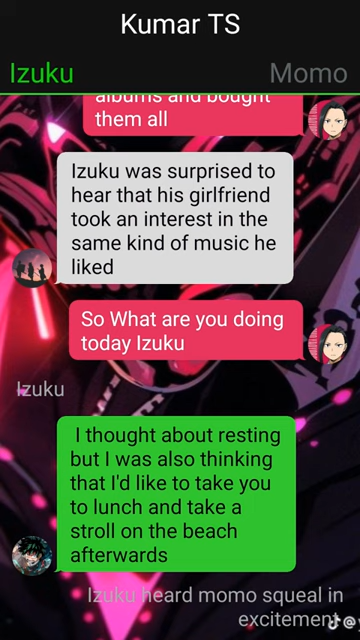 Kumar TS
Izuku Momo
albums and bought
them all
Izuku was surprised to
hear that his girlfriend
took an interest in the
same kind of music he
liked
So What are you doing
today Izuku
Izuku
I thought about resting
but I was also thinking
that I'd like to take you
to lunch and take a
stroll on the beach
afterwards
Izuku heard momo squeal in
excitement
@